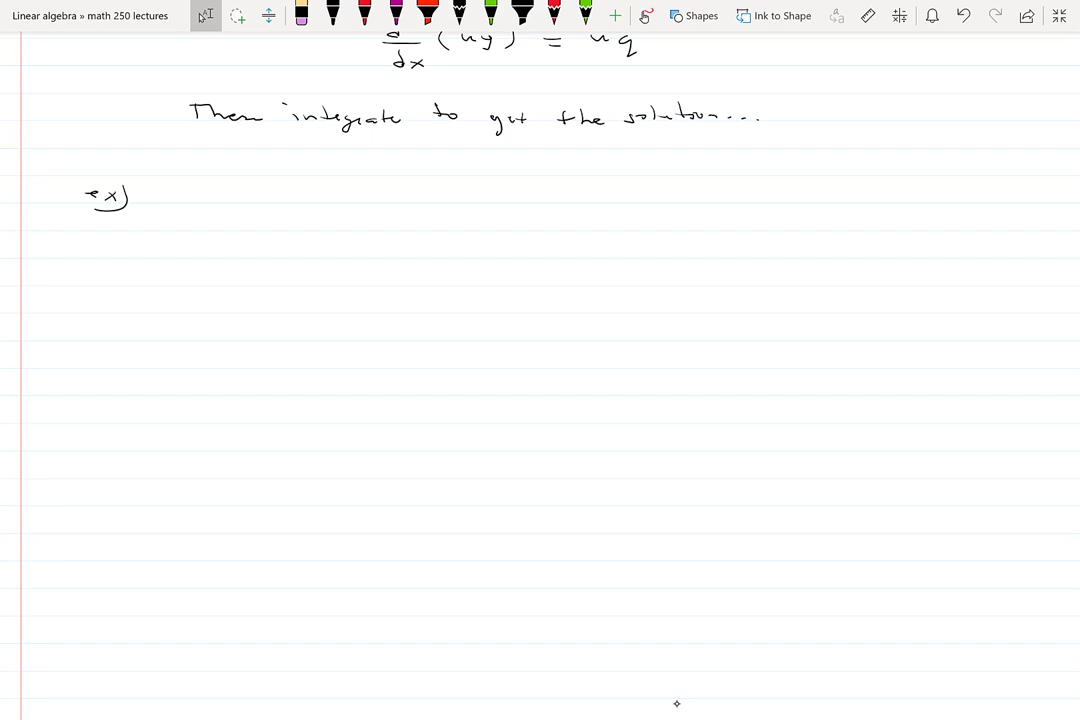 Linear algebra » math 250 lectures
Shapes
Ink to Shape
d/dx (uy) = uq
Then integrate to get the solution...
ex)